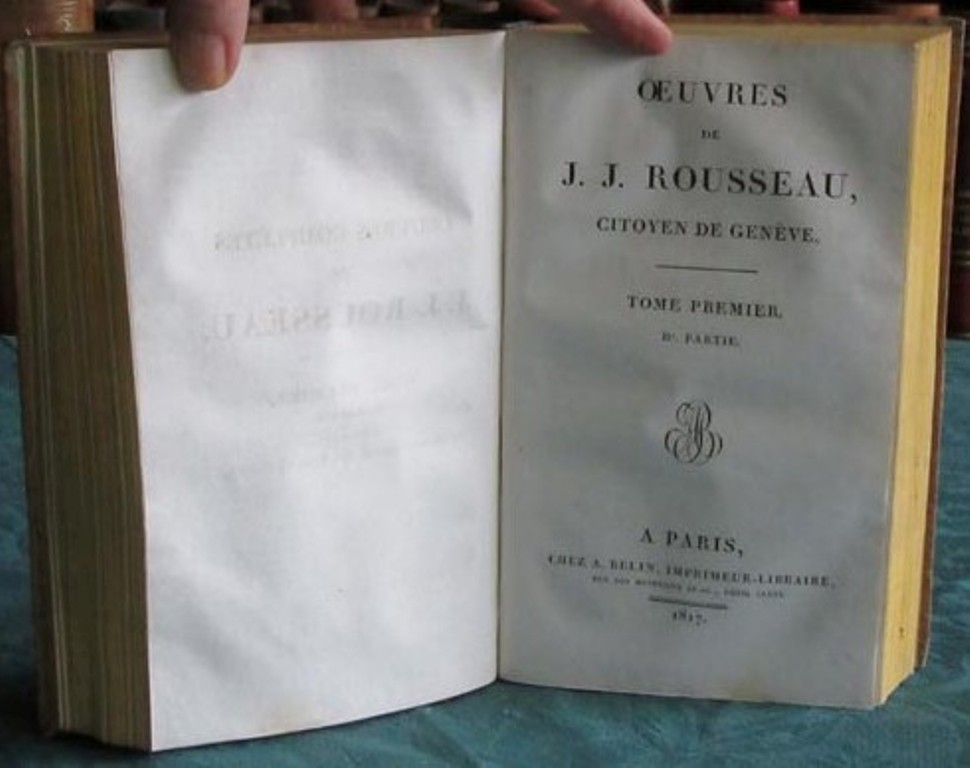 ŒUVRES
DE
J. J. ROUSSEAU,
CITOYEN DE GENÈVE.
TOME PREMIER.
IIe. PARTIE.
A PARIS,
CHEZ A. BELIN, IMPRIMEUR-LIBRAIRE,
1817.